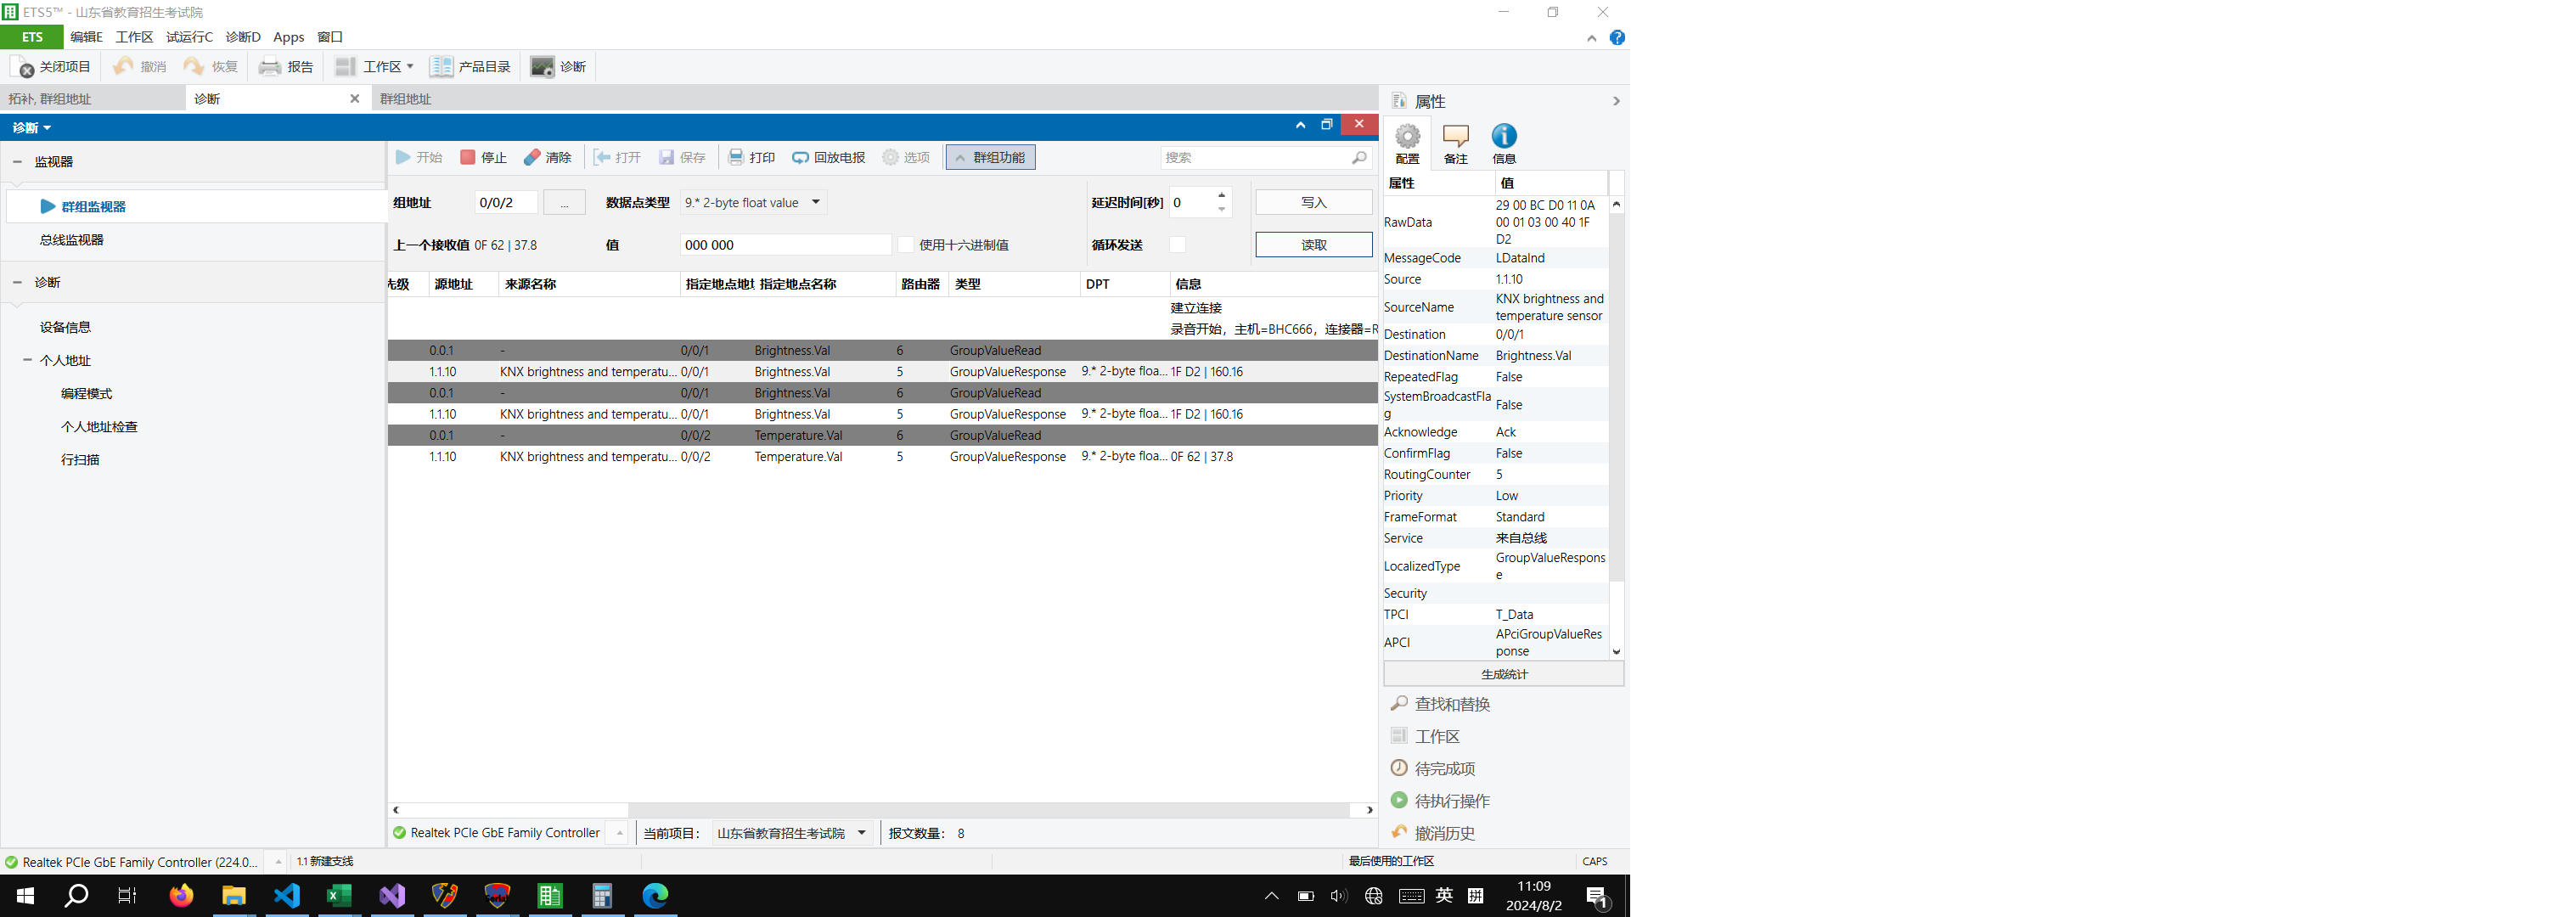 ETS5™ - 山东省教育招生考试院
ETS 编辑E 工作区 试运行C 诊断D Apps 窗口
关闭项目 撤消 恢复 报告 工作区 产品目录 诊断
拓补, 群组地址 诊断 群组地址
诊断
监视器
群组监视器
总线监视器
诊断
设备信息
个人地址
编程模式
个人地址检查
行扫描
开始 停止 清除 打开 保存 打印 回放电报 选项 群组功能 搜索
组地址 0/0/2 ... 数据点类型 9.* 2-byte float value 延迟时间[秒] 0 写入
上一个接收值 0F 62 | 37.8 值 000 000 使用十六进制值 循环发送 读取
先级 源地址 来源名称 指定地点地址 指定地点名称 路由器 类型 DPT 信息
建立连接
录音开始，主机=BHC666，连接器=R
0.0.1 - 0/0/1 Brightness.Val 6 GroupValueRead
1.1.10 KNX brightness and temperatu... 0/0/1 Brightness.Val 5 GroupValueResponse 9.* 2-byte floa... 1F D2 | 160.16
0.0.1 - 0/0/1 Brightness.Val 6 GroupValueRead
1.1.10 KNX brightness and temperatu... 0/0/1 Brightness.Val 5 GroupValueResponse 9.* 2-byte floa... 1F D2 | 160.16
0.0.1 - 0/0/2 Temperature.Val 6 GroupValueRead
1.1.10 KNX brightness and temperatu... 0/0/2 Temperature.Val 5 GroupValueResponse 9.* 2-byte floa... 0F 62 | 37.8
Realtek PCIe GbE Family Controller 当前项目： 山东省教育招生考试院 报文数量： 8
属性
配置 备注 信息
属性 值
RawData 29 00 BC D0 11 0A
00 01 03 00 40 1F
D2
MessageCode LDataInd
Source 1.1.10
SourceName KNX brightness and
temperature sensor
Destination 0/0/1
DestinationName Brightness.Val
RepeatedFlag False
SystemBroadcastFla
g False
Acknowledge Ack
ConfirmFlag False
RoutingCounter 5
Priority Low
FrameFormat Standard
Service 来自总线
LocalizedType GroupValueRespons
e
Security
TPCI T_Data
APCI APciGroupValueRes
ponse
生成统计
查找和替换
工作区
待完成项
待执行操作
撤消历史
Realtek PCIe GbE Family Controller (224.0... 1.1 新建支线 最后使用的工作区 CAPS
英 拼 11:09
2024/8/2
1